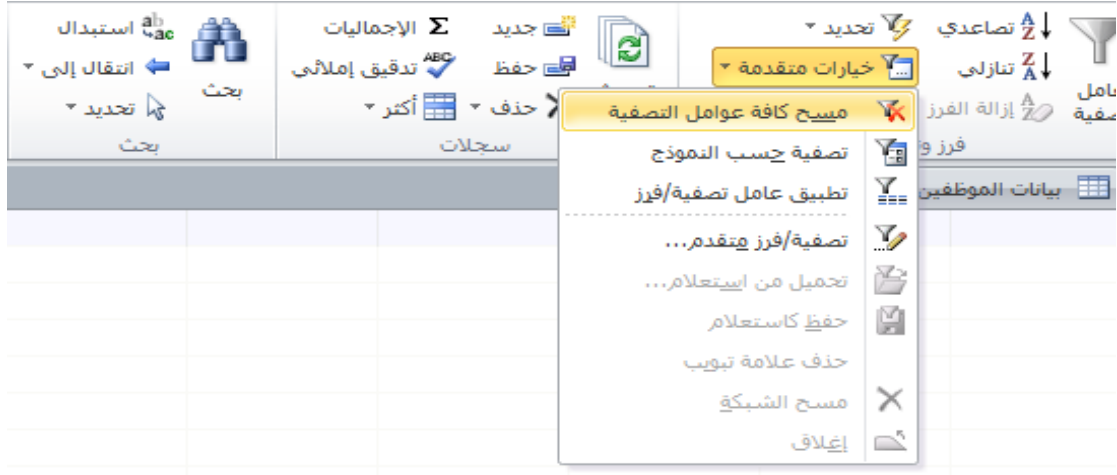 عامل
صفية
تصاعدي
تنازلي
إزالة الفرز
تحديد
خيارات متقدمة
جديد
حفظ
حذف
الإجماليات
تدقيق إملائي
أكثر
سجلات
بحث
استبدال
انتقال إلى
تحديد
بحث
فرز و
بيانات الموظفين
مسح كافة عوامل التصفية
تصفية حسب النموذج
تطبيق عامل تصفية/فرز
تصفية/فرز متقدم...
تحميل من استعلام...
حفظ كاستعلام
حذف علامة تبويب
مسح الشبكة
إغلاق